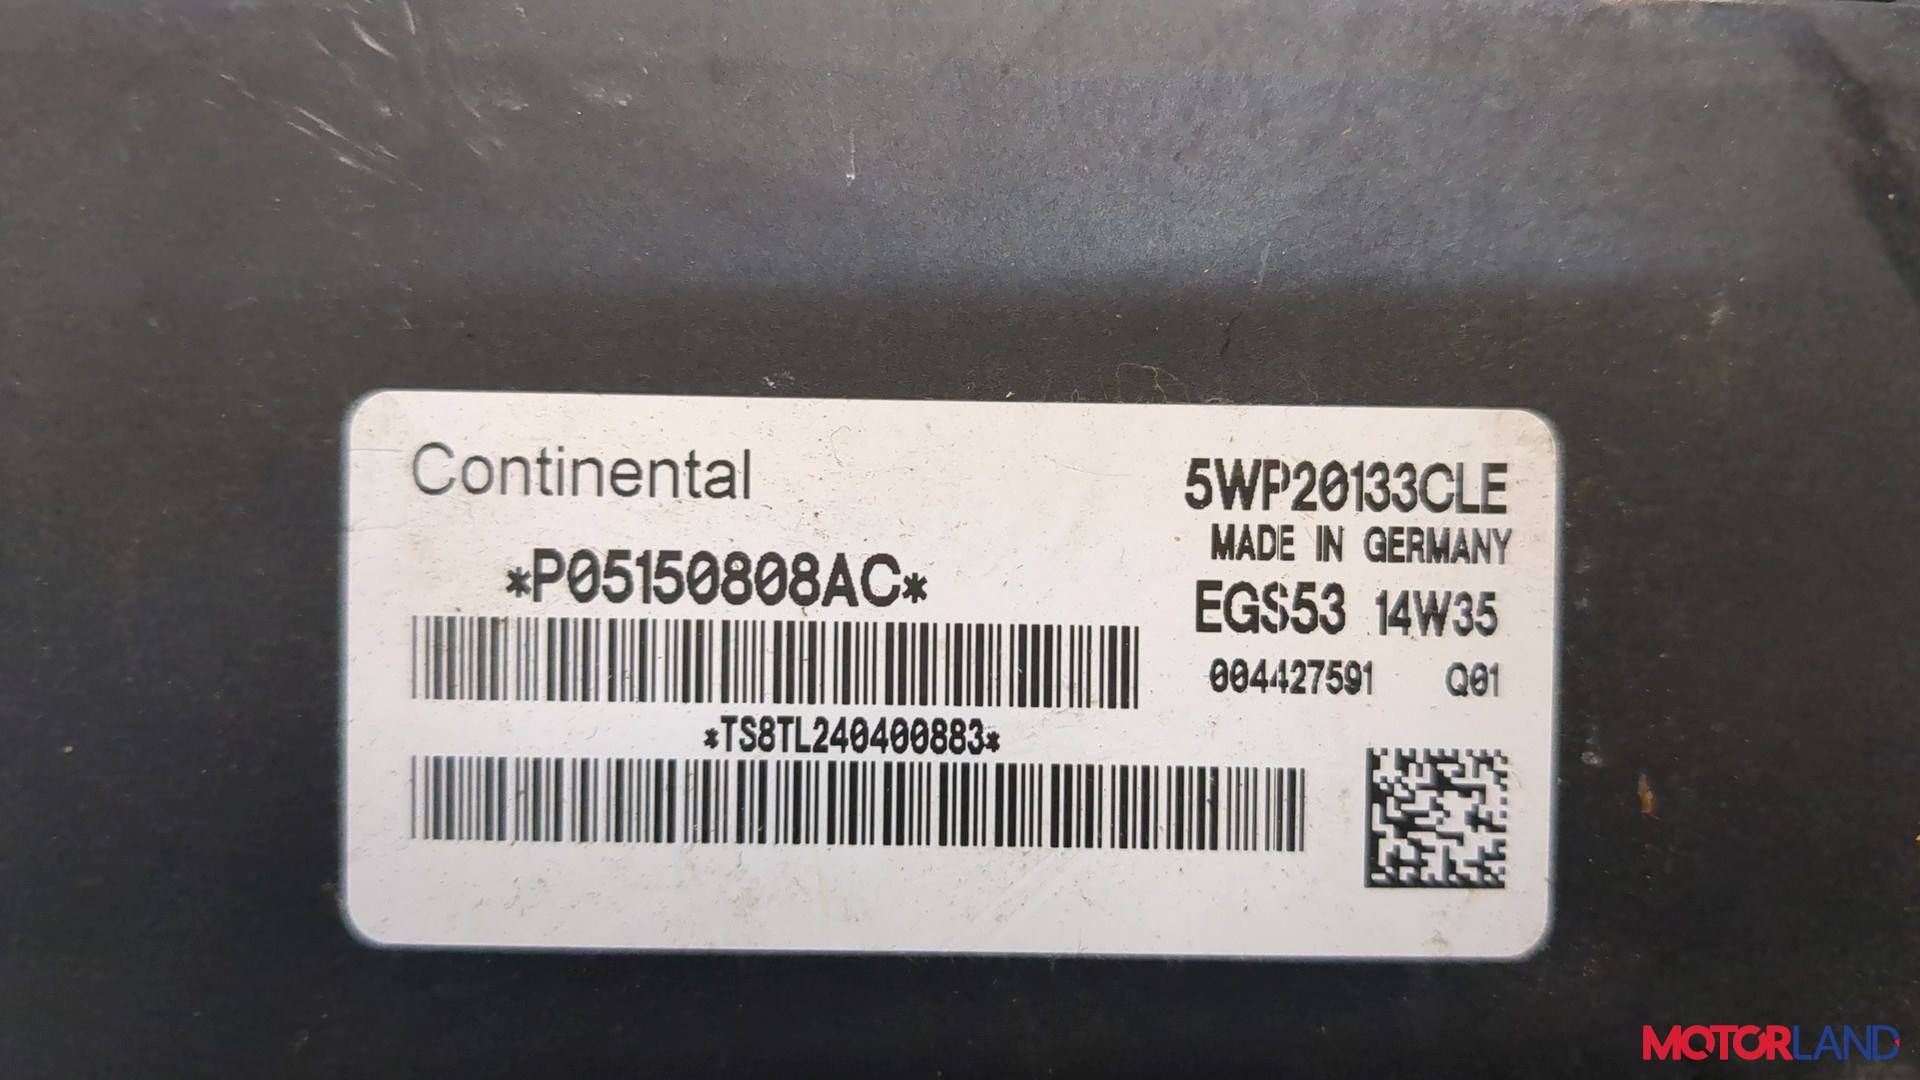 Continental
5WP20133CLE
MADE IN GERMANY
*P05150808AC*
EGS53 14W35
004427591 Q01
*TS8TL240400883*
MOTORLAND